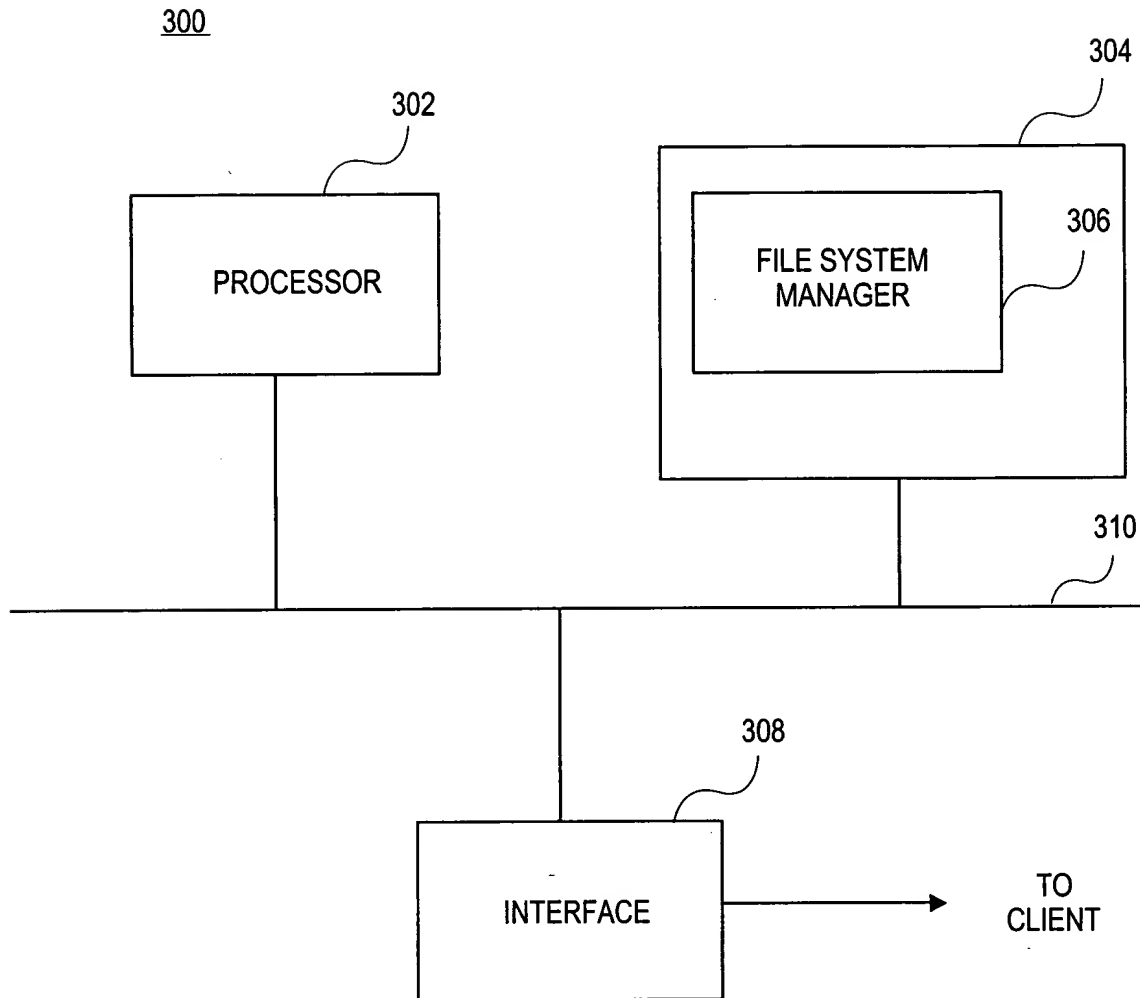 300
304
302
306
PROCESSOR
FILE SYSTEM
MANAGER
310
308
INTERFACE
TO
CLIENT